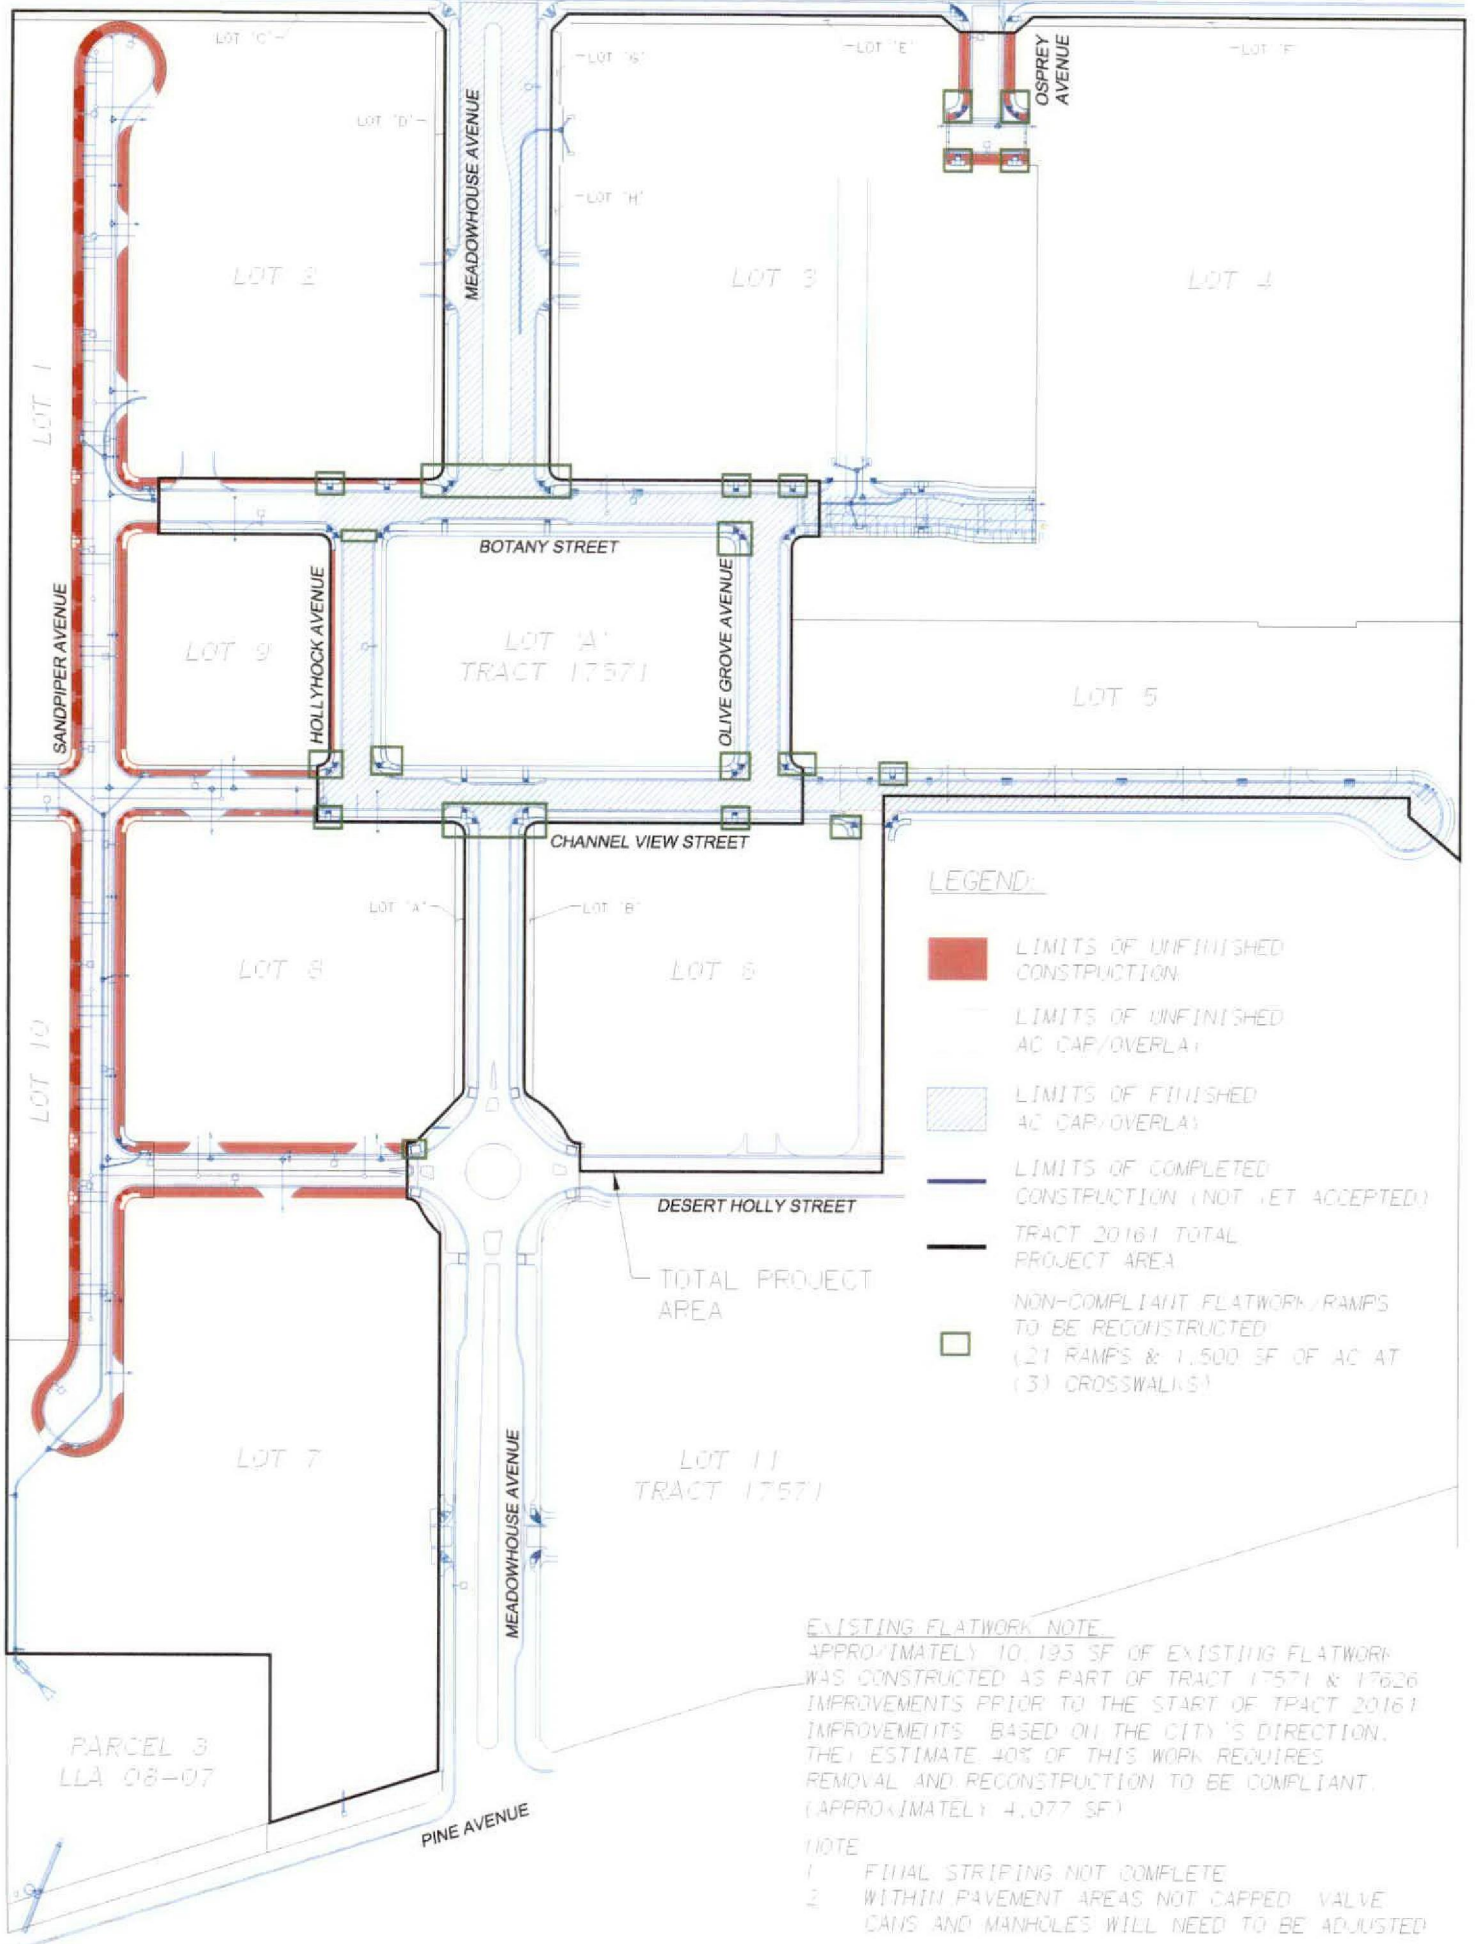 LOT 'C'
LOT 'G'
LOT 'E'
OSPREY
AVENUE
LOT 'F'
LOT 'D'
MEADOWHOUSE AVENUE
LOT 'H'
LOT 2
LOT 3
LOT 4
LOT 1
BOTANY STREET
SANDPIPER AVENUE
HOLLYHOCK AVENUE
OLIVE GROVE AVENUE
LOT 9
LOT 'A'
TRACT 17571
LOT 5
CHANNEL VIEW STREET
LOT 'A'
LOT 'B'
LOT 8
LOT 6
LOT 10
LEGEND:
LIMITS OF UNFINISHED
CONSTRUCTION
LIMITS OF UNFINISHED
AC CAP/OVERLAY
LIMITS OF FINISHED
AC CAP/OVERLAY
LIMITS OF COMPLETED
CONSTRUCTION (NOT YET ACCEPTED)
TRACT 20161 TOTAL
PROJECT AREA
NON-COMPLIANT FLATWORK/RAMPS
TO BE RECONSTRUCTED
(21 RAMPS & 1,500 SF OF AC AT
(3) CROSSWALKS)
DESERT HOLLY STREET
TOTAL PROJECT
AREA
LOT 7
MEADOWHOUSE AVENUE
LOT 11
TRACT 17571
EXISTING FLATWORK NOTE
APPROXIMATELY 10,193 SF OF EXISTING FLATWORK
WAS CONSTRUCTED AS PART OF TRACT 17571 & 17626
IMPROVEMENTS PRIOR TO THE START OF TRACT 20161
IMPROVEMENTS. BASED ON THE CITY'S DIRECTION,
THEY ESTIMATE 40% OF THIS WORK REQUIRES
REMOVAL AND RECONSTRUCTION TO BE COMPLIANT.
(APPROXIMATELY 4,077 SF)
PARCEL 3
LLA 08-07
PINE AVENUE
NOTE
1 FINAL STRIPING NOT COMPLETE
2 WITHIN PAVEMENT AREAS NOT CAPPED VALVE
CANS AND MANHOLES WILL NEED TO BE ADJUSTED